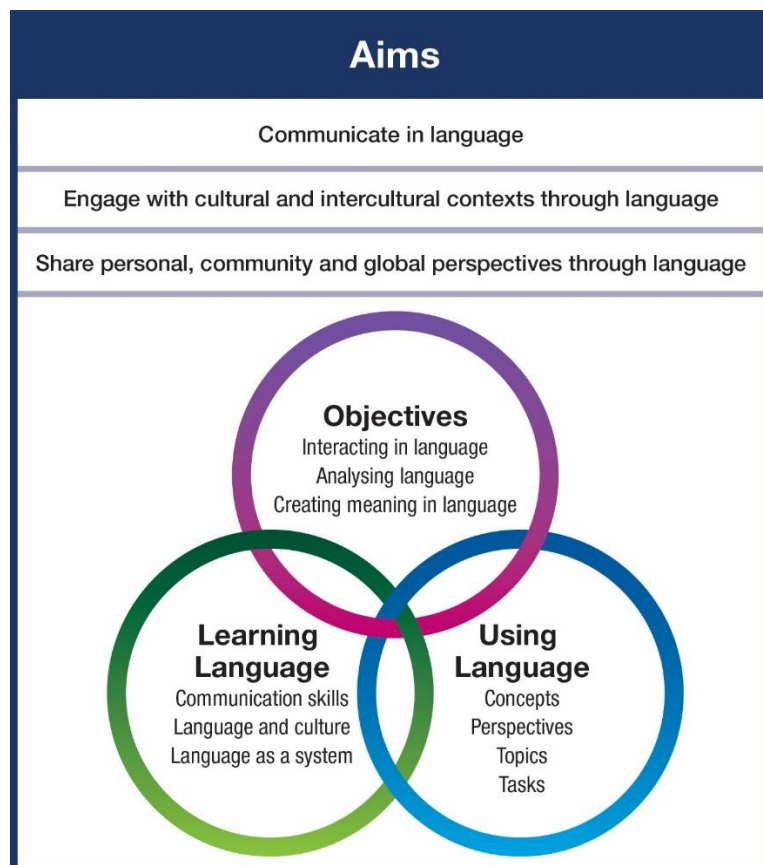 Aims
Communicate in language
Engage with cultural and intercultural contexts through language
Share personal, community and global perspectives through language
Objectives
Interacting in language
Analysing language
Creating meaning in language
Learning
Language
Communication skills
Language and culture
Language as a system
Using
Language
Concepts
Perspectives
Topics
Tasks